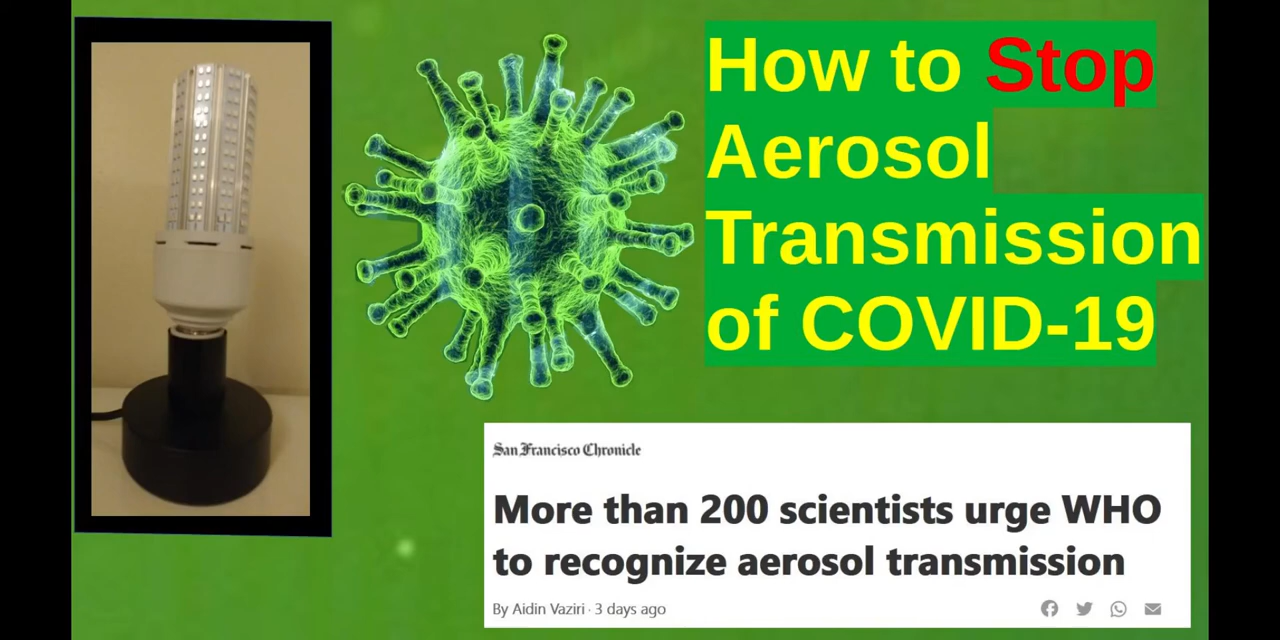 How to Stop
Aerosol
Transmission
of COVID-19
San Francisco Chronicle
More than 200 scientists urge WHO
to recognize aerosol transmission
By Aidin Vaziri · 3 days ago